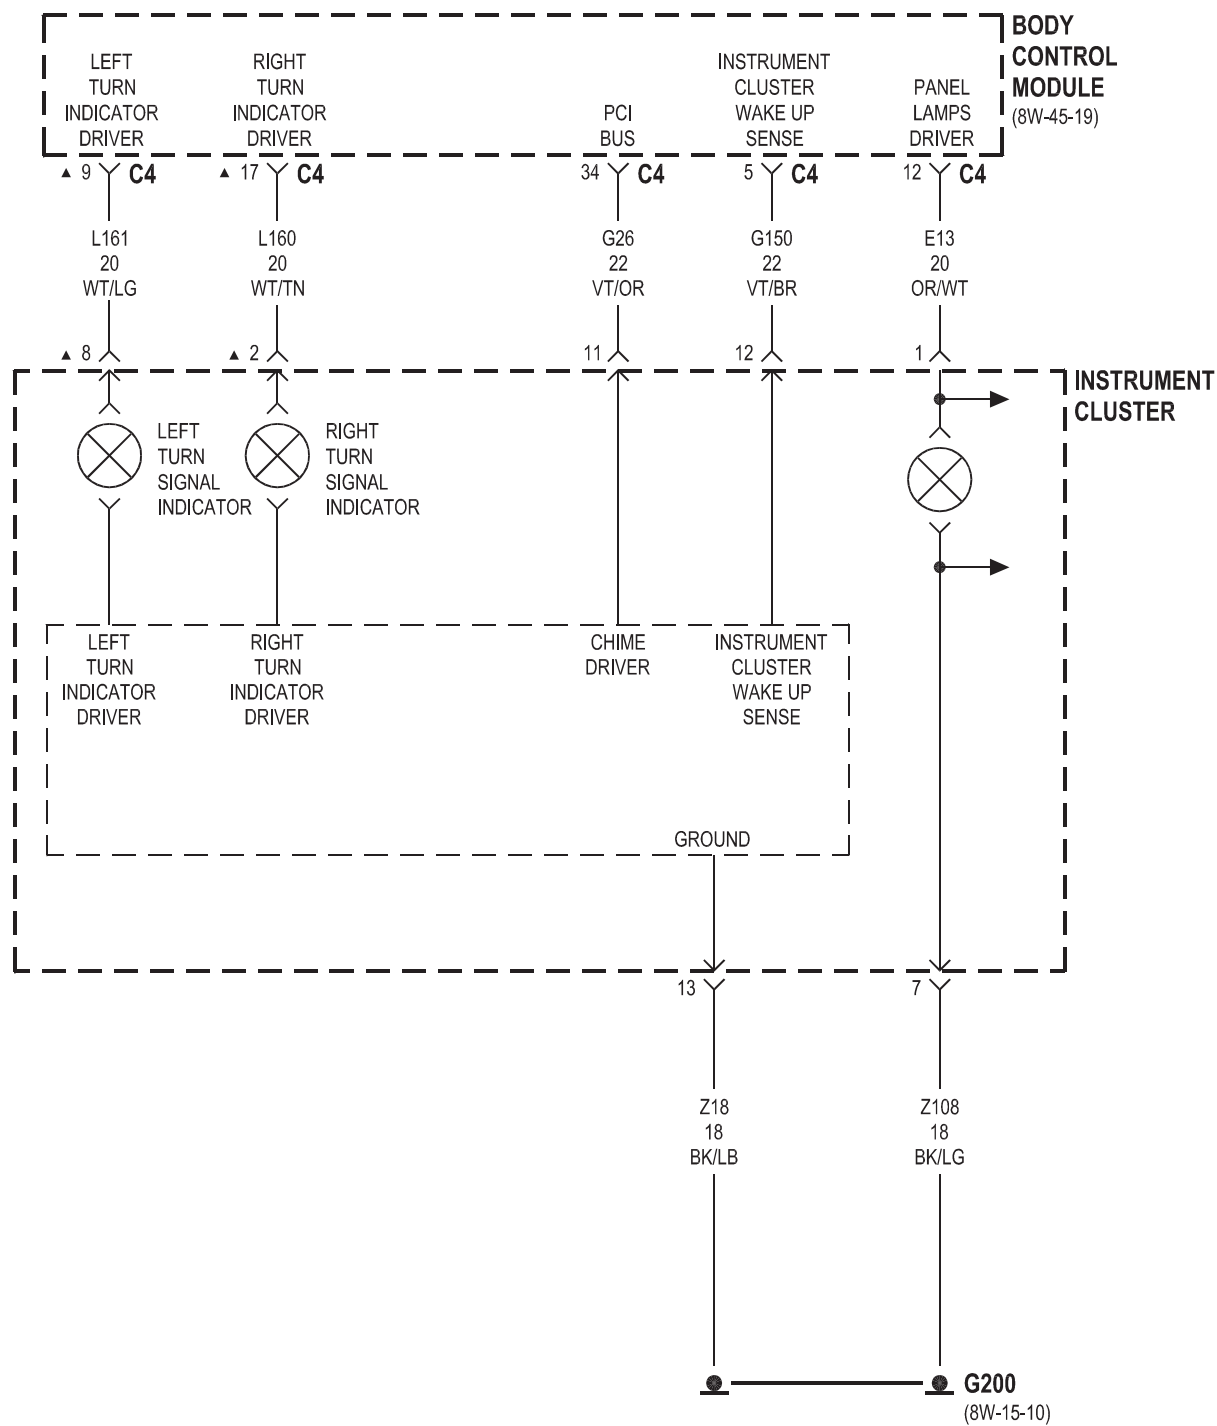 BODY
CONTROL
MODULE
(8W-45-19)
LEFT
TURN
INDICATOR
DRIVER
RIGHT
TURN
INDICATOR
DRIVER
PCI
BUS
INSTRUMENT
CLUSTER
WAKE UP
SENSE
PANEL
LAMPS
DRIVER
▲ 9 C4
▲ 17 C4
34 C4
5 C4
12 C4
L161
20
WT/LG
L160
20
WT/TN
G26
22
VT/OR
G150
22
VT/BR
E13
20
OR/WT
▲ 8
▲ 2
11
12
1
INSTRUMENT
CLUSTER
LEFT
TURN
SIGNAL
INDICATOR
RIGHT
TURN
SIGNAL
INDICATOR
LEFT
TURN
INDICATOR
DRIVER
RIGHT
TURN
INDICATOR
DRIVER
CHIME
DRIVER
INSTRUMENT
CLUSTER
WAKE UP
SENSE
GROUND
13
7
Z18
18
BK/LB
Z108
18
BK/LG
G200
(8W-15-10)